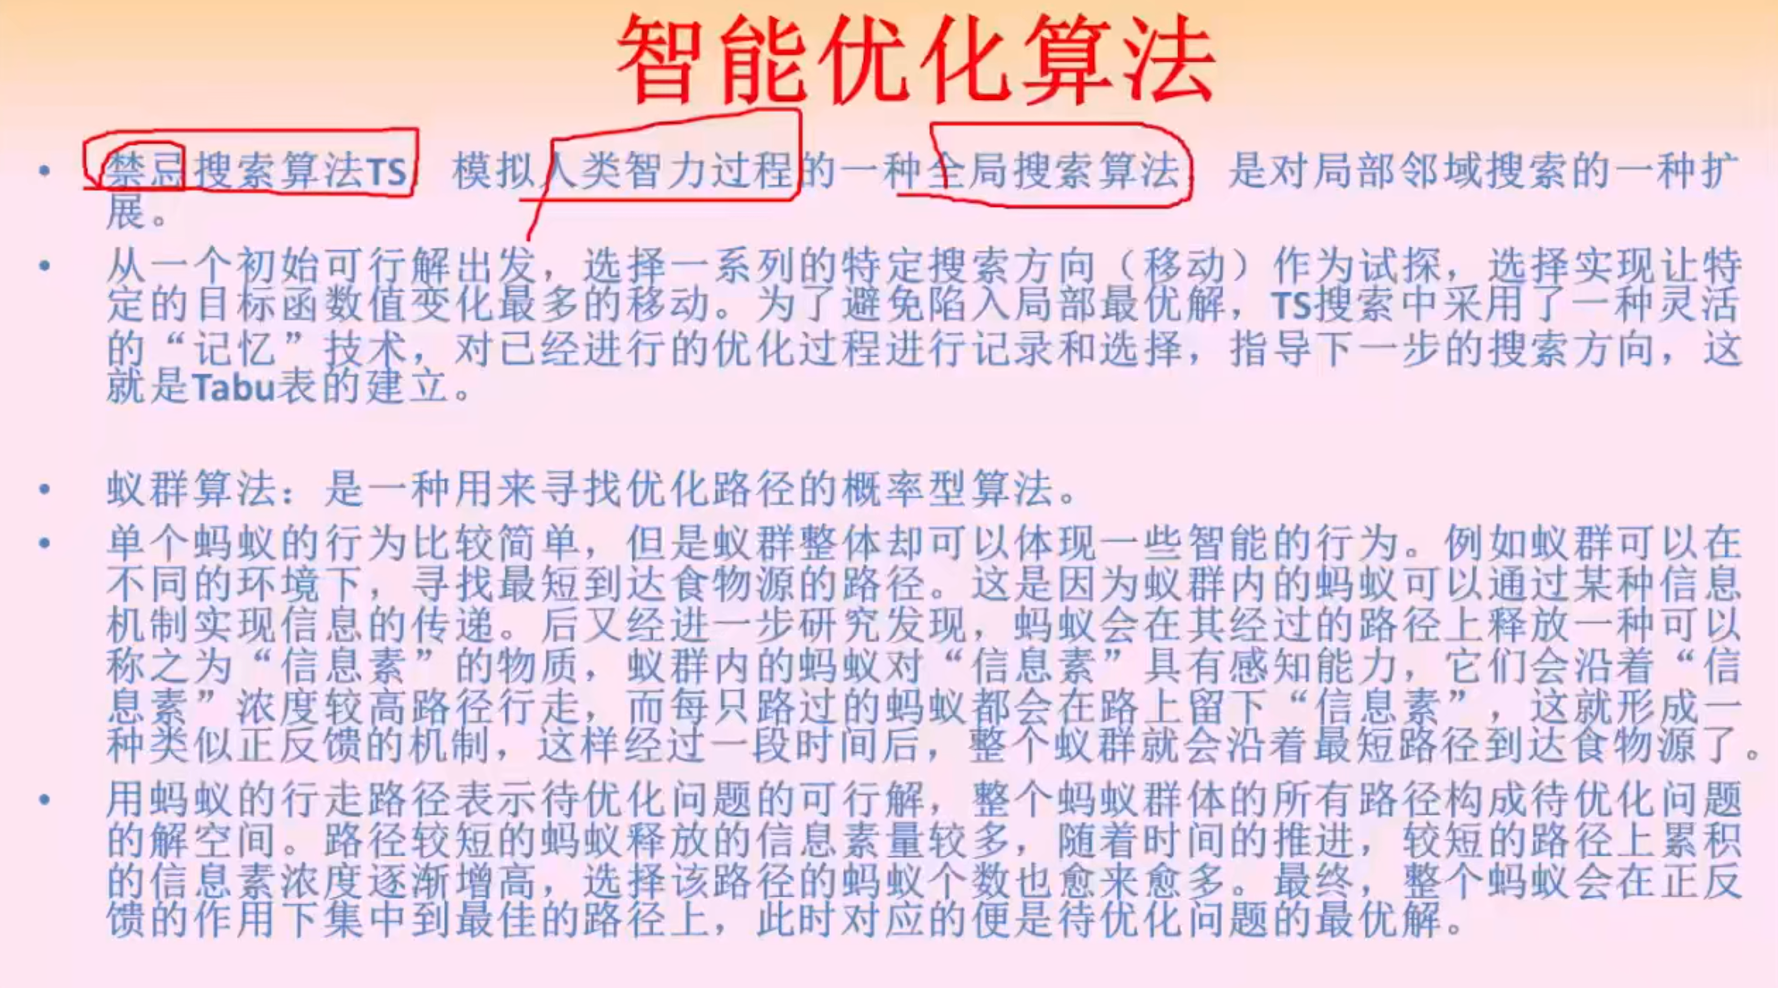 智能优化算法
• 禁忌搜索算法TS 模拟人类智力过程的一种全局搜索算法 是对局部邻域搜索的一种扩
展。
• 从一个初始可行解出发，选择一系列的特定搜索方向（移动）作为试探，选择实现让特
定的目标函数值变化最多的移动。为了避免陷入局部最优解，TS搜索中采用了一种灵活
的“记忆”技术，对已经进行的优化过程进行记录和选择，指导下一步的搜索方向，这
就是Tabu表的建立。
• 蚁群算法：是一种用来寻找优化路径的概率型算法。
• 单个蚂蚁的行为比较简单，但是蚁群整体却可以体现一些智能的行为。例如蚁群可以在
不同的环境下，寻找最短到达食物源的路径。这是因为蚁群内的蚂蚁可以通过某种信息
机制实现信息的传递。后又经进一步研究发现，蚂蚁会在其经过的路径上释放一种可以
称之为“信息素”的物质，蚁群内的蚂蚁对“信息素”具有感知能力，它们会沿着“信
息素”浓度较高路径行走，而每只路过的蚂蚁都会在路上留下“信息素”，这就形成一
种类似正反馈的机制，这样经过一段时间后，整个蚁群就会沿着最短路径到达食物源了。
• 用蚂蚁的行走路径表示待优化问题的可行解，整个蚂蚁群体的所有路径构成待优化问题
的解空间。路径较短的蚂蚁释放的信息素量较多，随着时间的推进，较短的路径上累积
的信息素浓度逐渐增高，选择该路径的蚂蚁个数也愈来愈多。最终，整个蚂蚁会在正反
馈的作用下集中到最佳的路径上，此时对应的便是待优化问题的最优解。